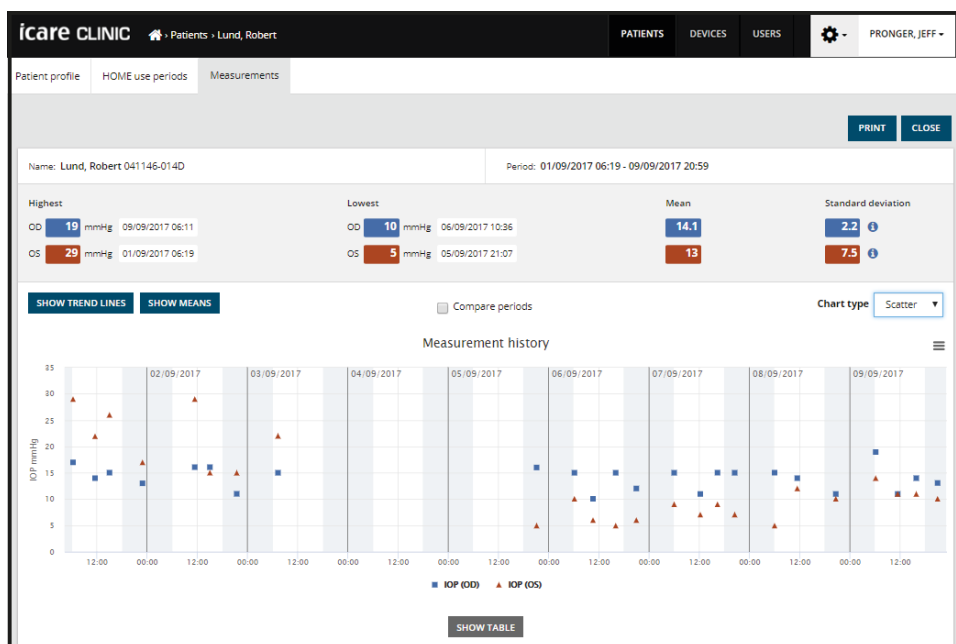 icare CLINIC › Patients › Lund, Robert PATIENTS DEVICES USERS PRONGER, JEFF
Patient profile HOME use periods Measurements
PRINT CLOSE
Name: Lund, Robert 041146-014D Period: 01/09/2017 06:19 - 09/09/2017 20:59
Highest Lowest Mean Standard deviation
OD 19 mmHg 09/09/2017 06:11 OD 10 mmHg 06/09/2017 10:36 14.1 2.2
OS 29 mmHg 01/09/2017 06:19 OS 5 mmHg 05/09/2017 21:07 13 7.5
SHOW TREND LINES SHOW MEANS Compare periods Chart type Scatter
Measurement history
35
02/09/2017 03/09/2017 04/09/2017 05/09/2017 06/09/2017 07/09/2017 08/09/2017 09/09/2017
30
25
20
IOP mmHg
15
10
5
0
12:00 00:00 12:00 00:00 12:00 00:00 12:00 00:00 12:00 00:00 12:00 00:00 12:00 00:00 12:00 00:00 12:00
IOP (OD) IOP (OS)
SHOW TABLE